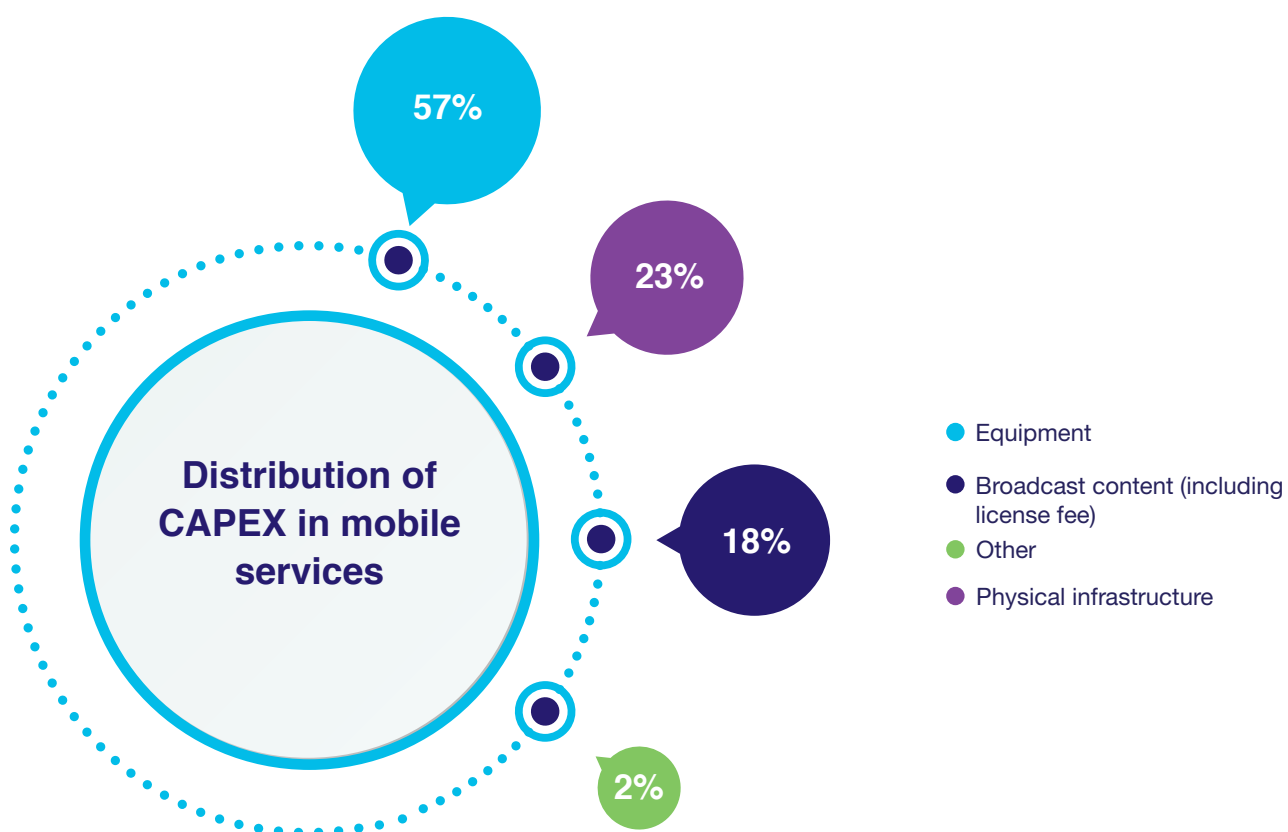 57%
23%
Distribution of
CAPEX in mobile
services
18%
2%
Equipment
Broadcast content (including
license fee)
Other
Physical infrastructure